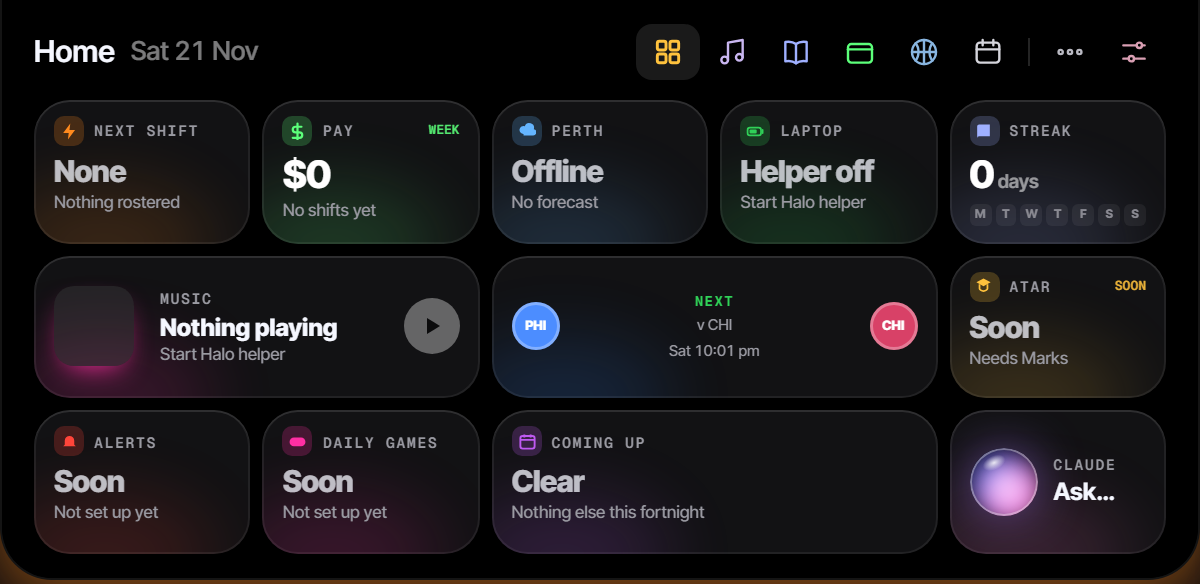 Home Sat 21 Nov
NEXT SHIFT
None
Nothing rostered
PAY WEEK
$0
No shifts yet
PERTH
Offline
No forecast
LAPTOP
Helper off
Start Halo helper
STREAK
0 days
M T W T F S S
MUSIC
Nothing playing
Start Halo helper
PHI
NEXT
v CHI
Sat 10:01 pm
CHI
ATAR SOON
Soon
Needs Marks
ALERTS
Soon
Not set up yet
DAILY GAMES
Soon
Not set up yet
COMING UP
Clear
Nothing else this fortnight
CLAUDE
Ask...